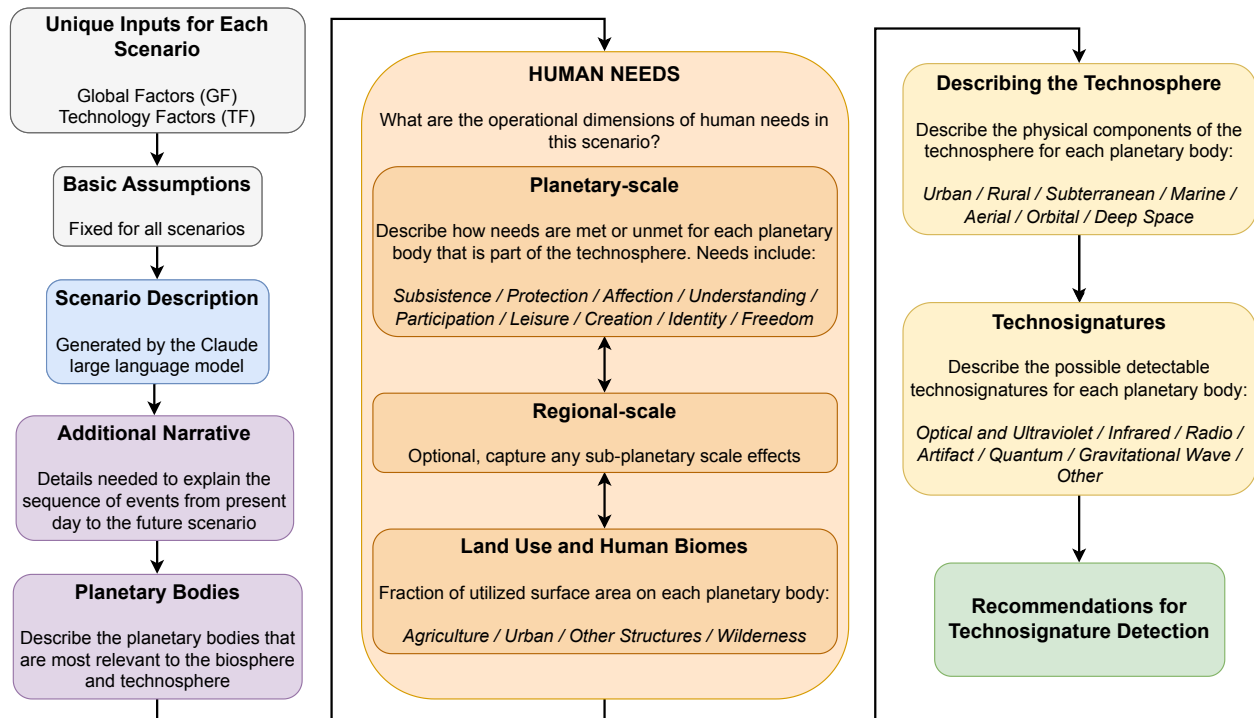 Unique Inputs for Each
Scenario
Global Factors (GF)
Technology Factors (TF)
Basic Assumptions
Fixed for all scenarios
Scenario Description
Generated by the Claude
large language model
Additional Narrative
Details needed to explain the
sequence of events from present
day to the future scenario
Planetary Bodies
Describe the planetary bodies that
are most relevant to the biosphere
and technosphere
HUMAN NEEDS
What are the operational dimensions of human needs in
this scenario?
Planetary-scale
Describe how needs are met or unmet for each planetary
body that is part of the technosphere. Needs include:
Subsistence / Protection / Affection / Understanding /
Participation / Leisure / Creation / Identity / Freedom
Regional-scale
Optional, capture any sub-planetary scale effects
Land Use and Human Biomes
Fraction of utilized surface area on each planetary body:
Agriculture / Urban / Other Structures / Wilderness
Describing the Technosphere
Describe the physical components of the
technosphere for each planetary body:
Urban / Rural / Subterranean / Marine /
Aerial / Orbital / Deep Space
Technosignatures
Describe the possible detectable
technosignatures for each planetary body:
Optical and Ultraviolet / Infrared / Radio /
Artifact / Quantum / Gravitational Wave /
Other
Recommendations for
Technosignature Detection